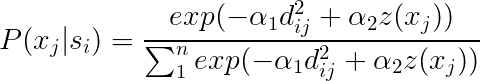 P(x_j|s_i) = \frac{exp(-\alpha_1 d_{ij}^2 + \alpha_2 z(x_j))}{\sum_1^n exp(-\alpha_1 d_{ij}^2 + \alpha_2 z(x_j))}